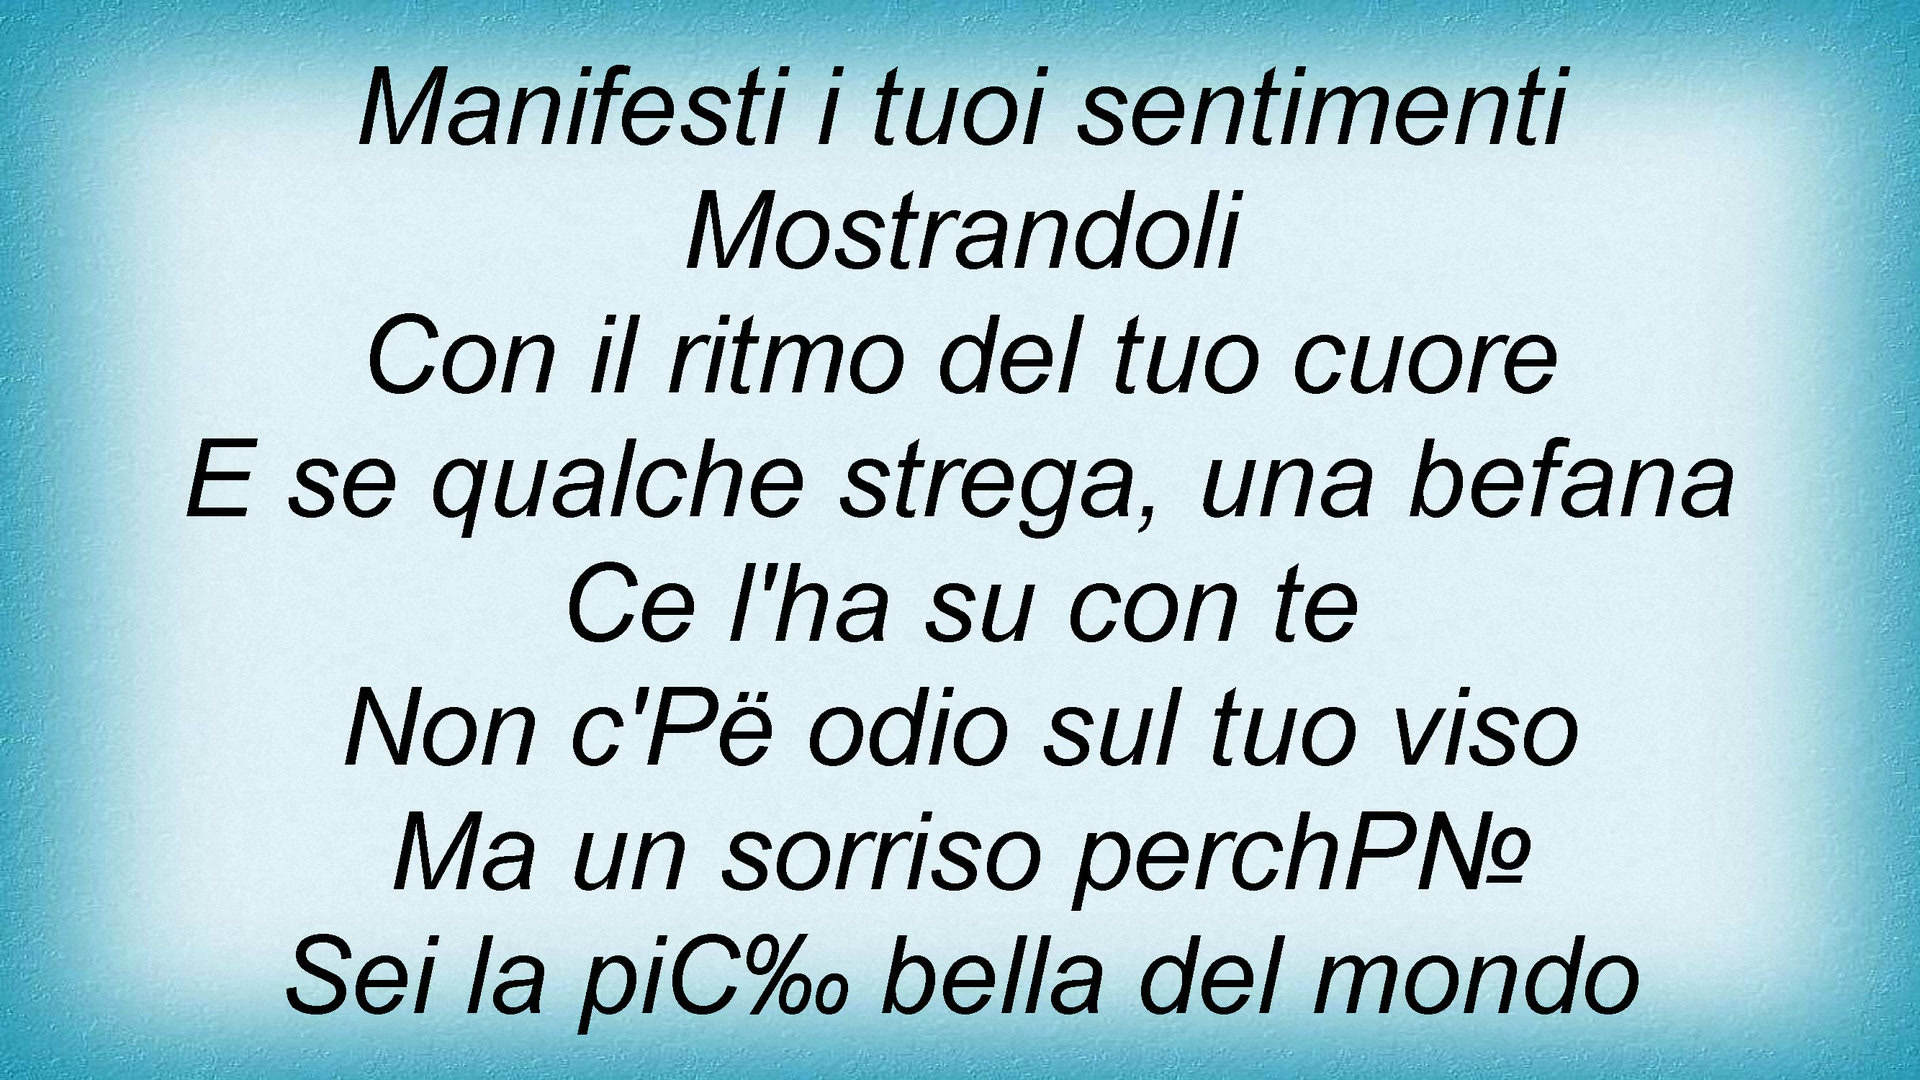 Manifesti i tuoi sentimenti
Mostrandoli
Con il ritmo del tuo cuore
E se qualche strega, una befana
Ce l'ha su con te
Non c'Pë odio sul tuo viso
Ma un sorriso perchP№
Sei la piC‰ bella del mondo